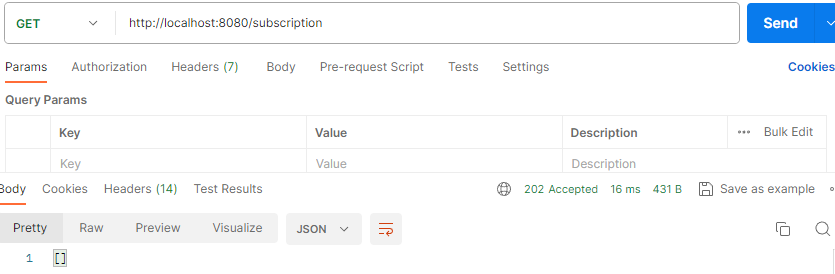 GET http://localhost:8080/subscription Send
Params Authorization Headers (7) Body Pre-request Script Tests Settings Cookies
Query Params
Key Value Description ••• Bulk Edit
Key Value Description
Body Cookies Headers (14) Test Results 202 Accepted 16 ms 431 B Save as example
Pretty Raw Preview Visualize JSON
1 []